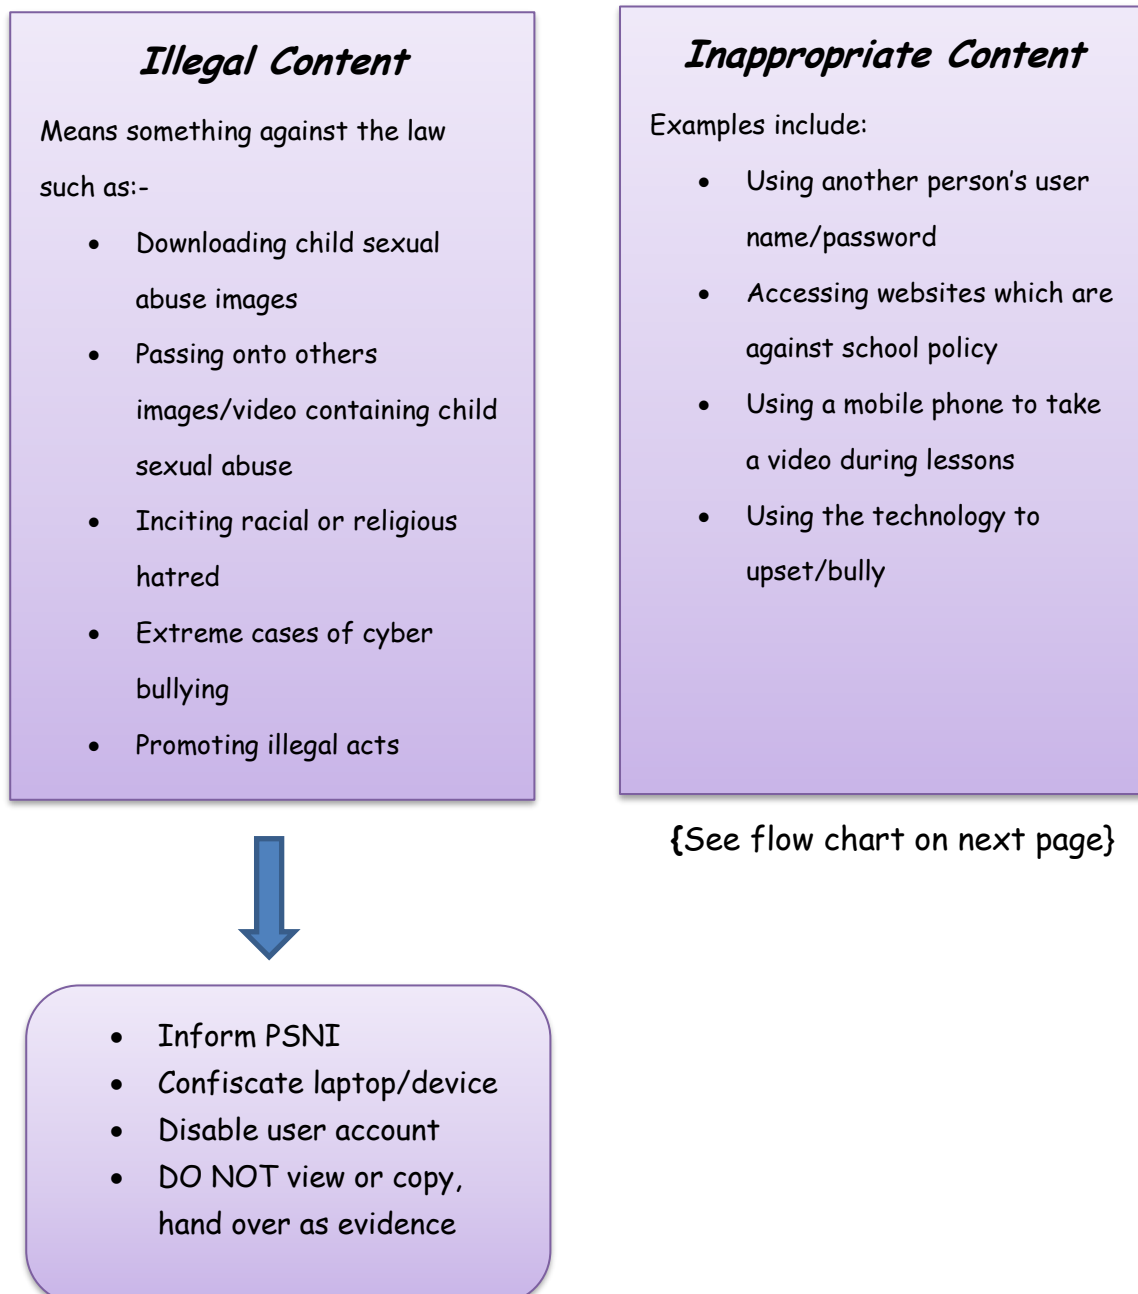 Illegal Content
Means something against the law
such as:-
• Downloading child sexual
abuse images
• Passing onto others
images/video containing child
sexual abuse
• Inciting racial or religious
hatred
• Extreme cases of cyber
bullying
• Promoting illegal acts
Inappropriate Content
Examples include:
• Using another person's user
name/password
• Accessing websites which are
against school policy
• Using a mobile phone to take
a video during lessons
• Using the technology to
upset/bully
{See flow chart on next page}
• Inform PSNI
• Confiscate laptop/device
• Disable user account
• DO NOT view or copy,
hand over as evidence